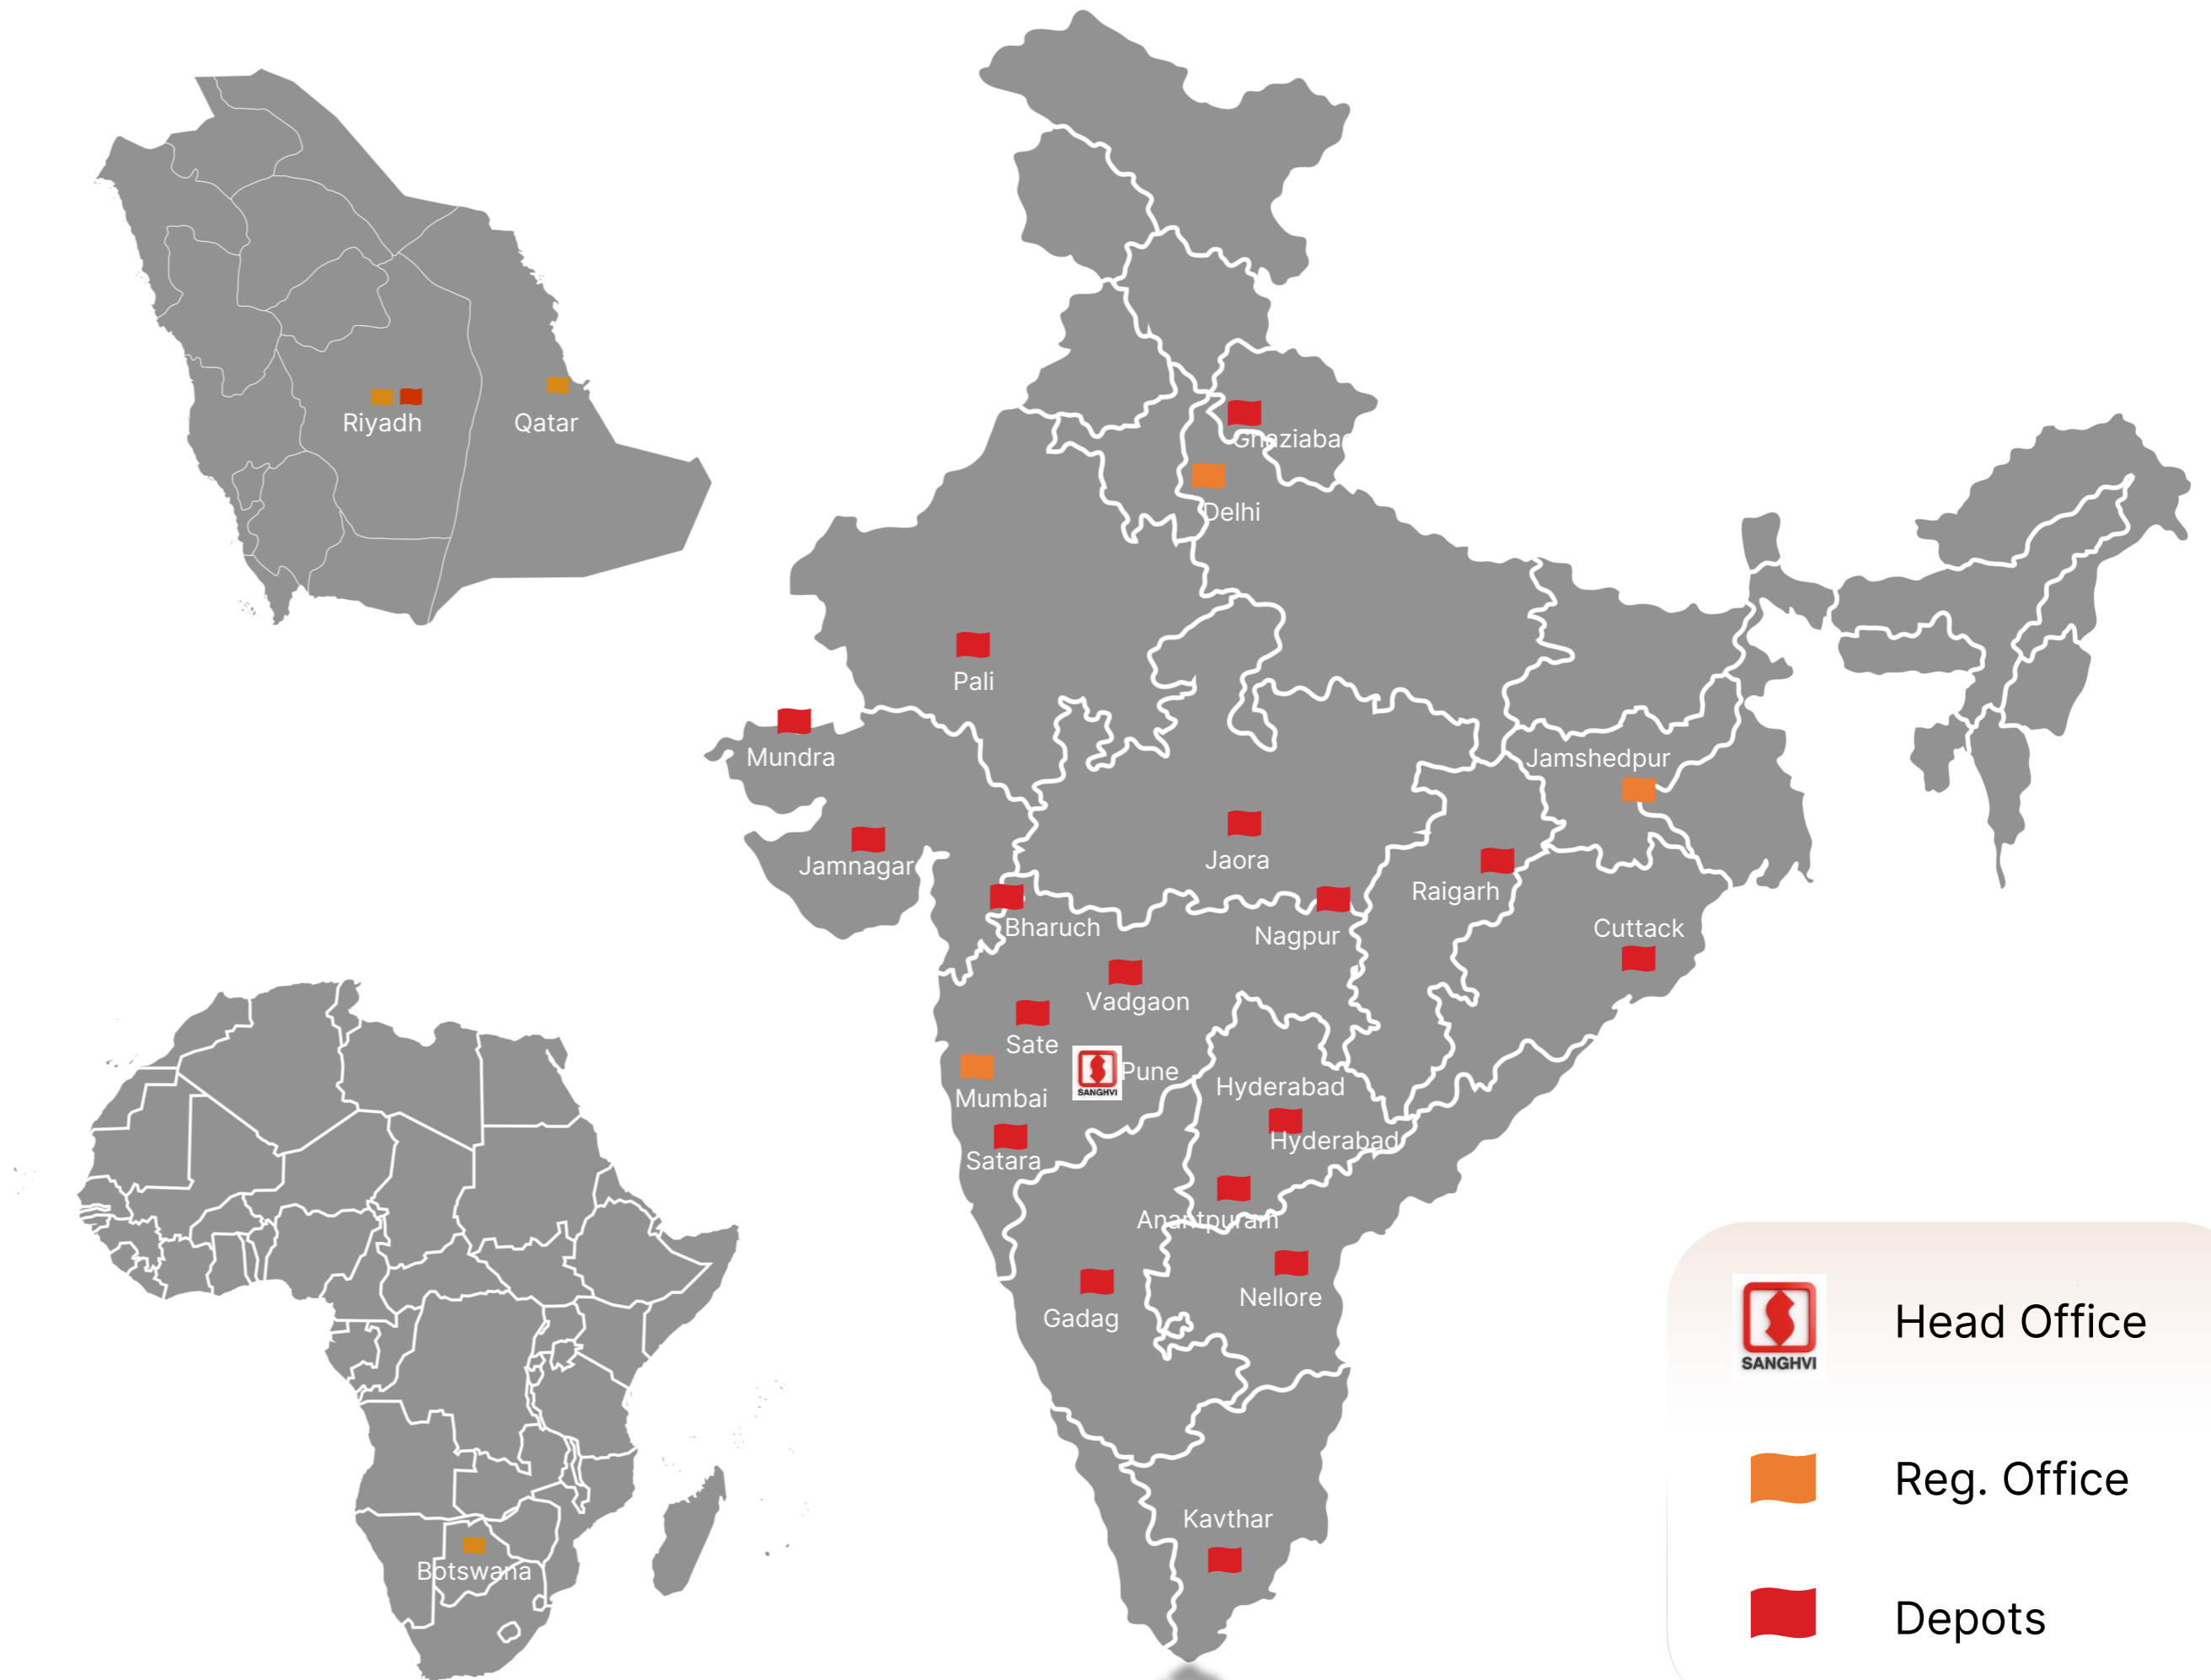 Riyadh
Qatar
Ghaziabad
Delhi
Pali
Mundra
Jamshedpur
Jamnagar
Jaora
Raigarh
Bharuch
Nagpur
Cuttack
Vadgaon
Sate
SANGHVI
Pune
Mumbai
Hyderabad
Hyderabad
Satara
Anantpuram
Nellore
Gadag
Kavthar
Botswana
SANGHVI
Head Office
Reg. Office
Depots